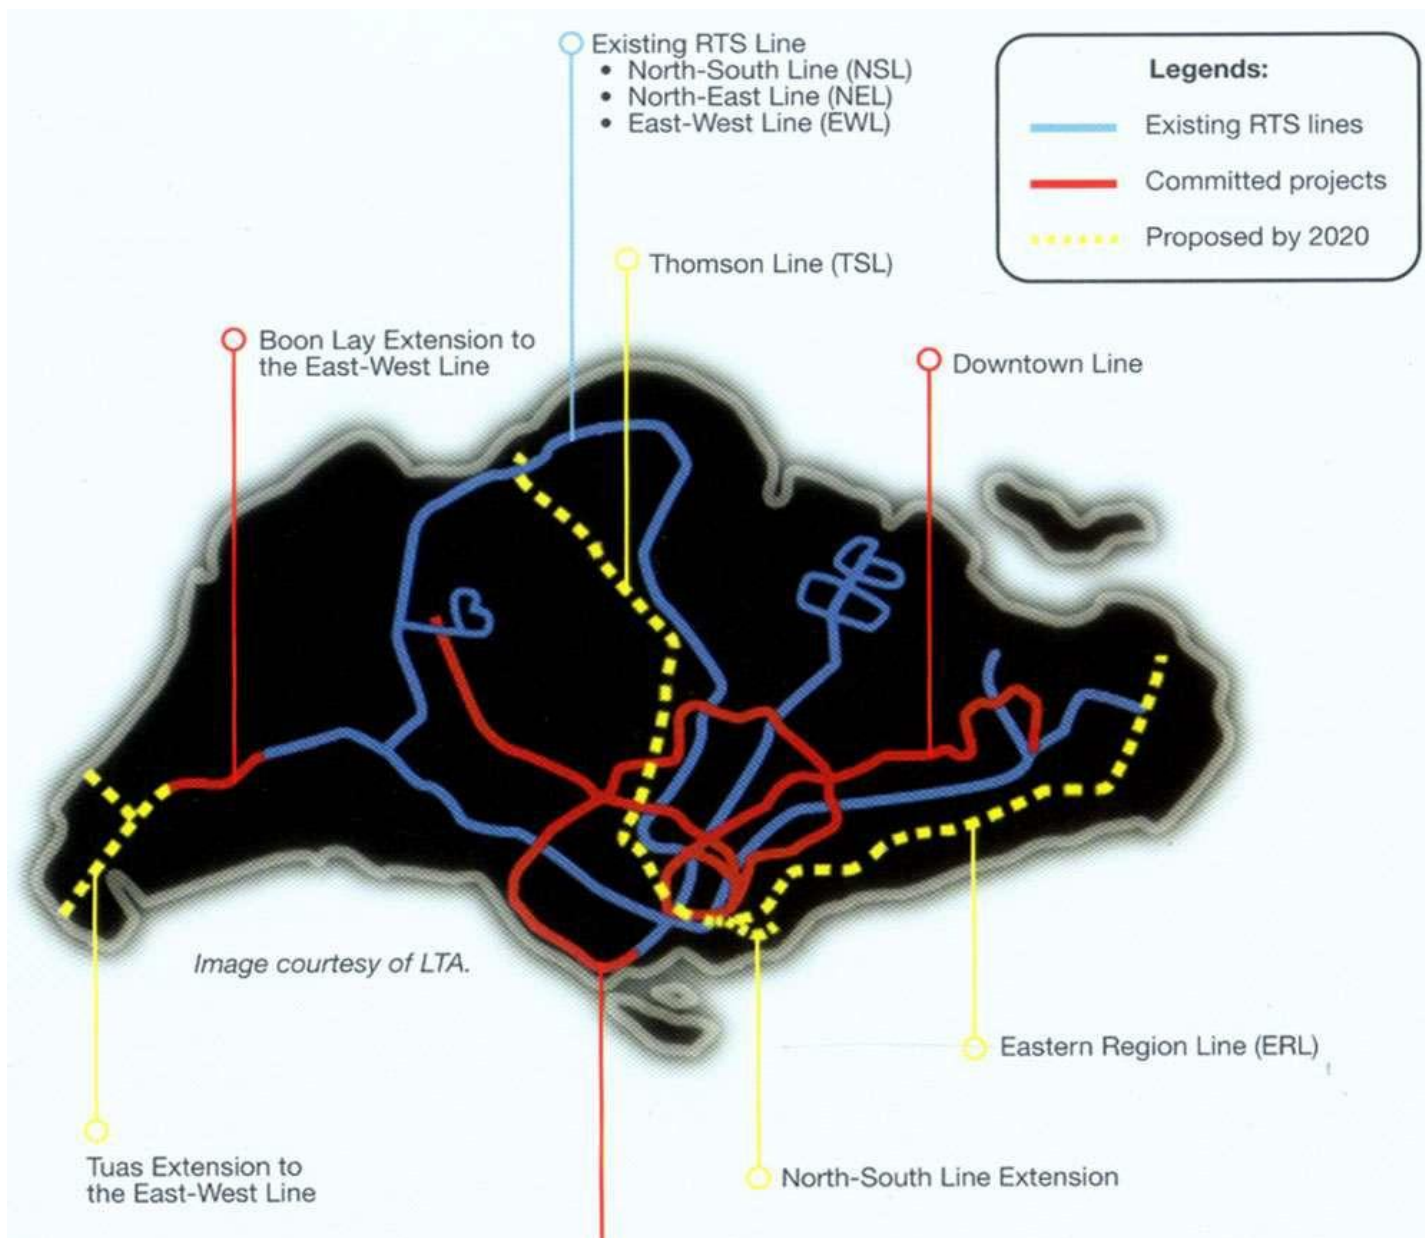 Existing RTS Line
• North-South Line (NSL)
• North-East Line (NEL)
• East-West Line (EWL)
Legends:
Existing RTS lines
Committed projects
Proposed by 2020
Thomson Line (TSL)
Boon Lay Extension to
the East-West Line
Downtown Line
Image courtesy of LTA.
Eastern Region Line (ERL)
Tuas Extension to
the East-West Line
North-South Line Extension